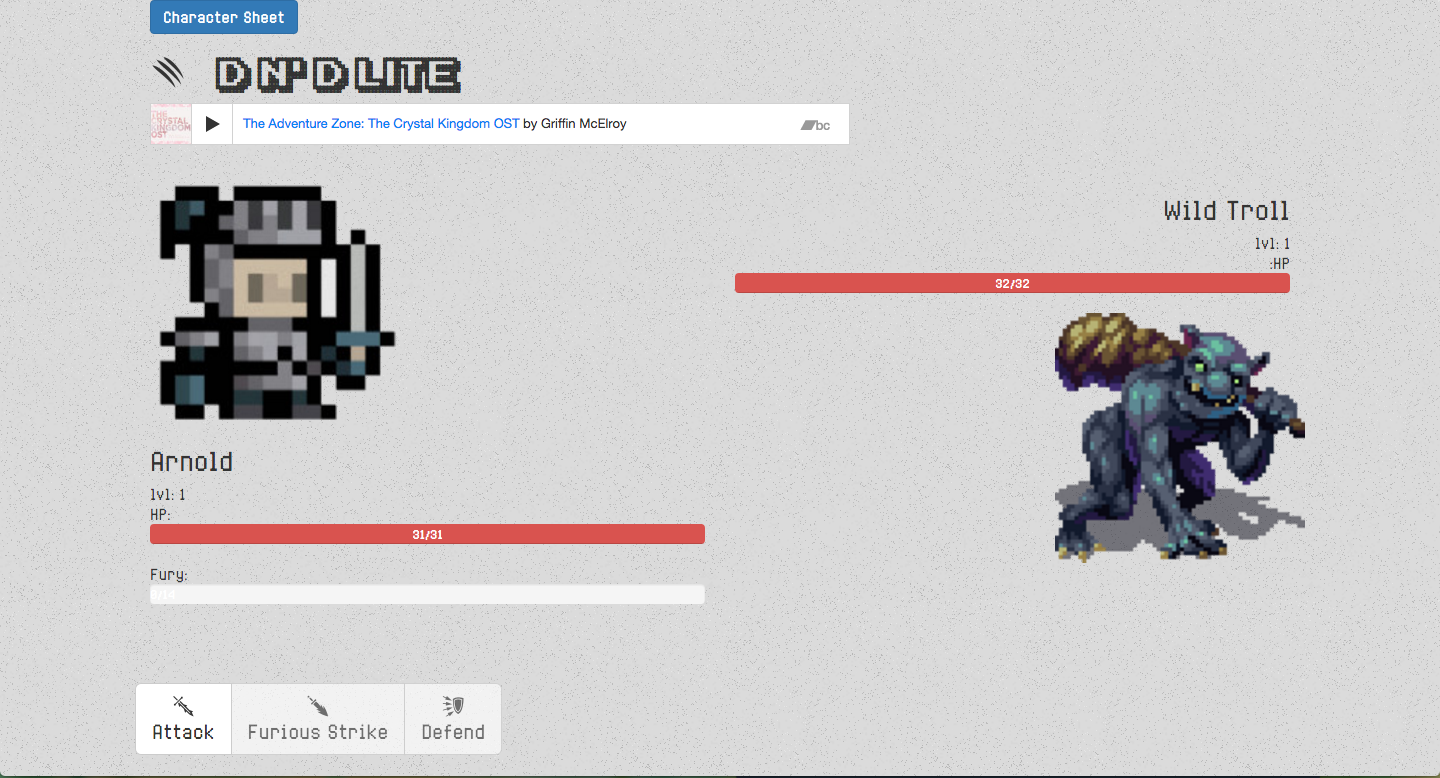 Character Sheet
DN'D LITE
THE CRYSTAL KINGDOM OST
The Adventure Zone: The Crystal Kingdom OST by Griffin McElroy
bc
Wild Troll
lvl: 1
:HP
32/32
Arnold
lvl: 1
HP:
31/31
Fury:
0/14
Attack
Furious Strike
Defend